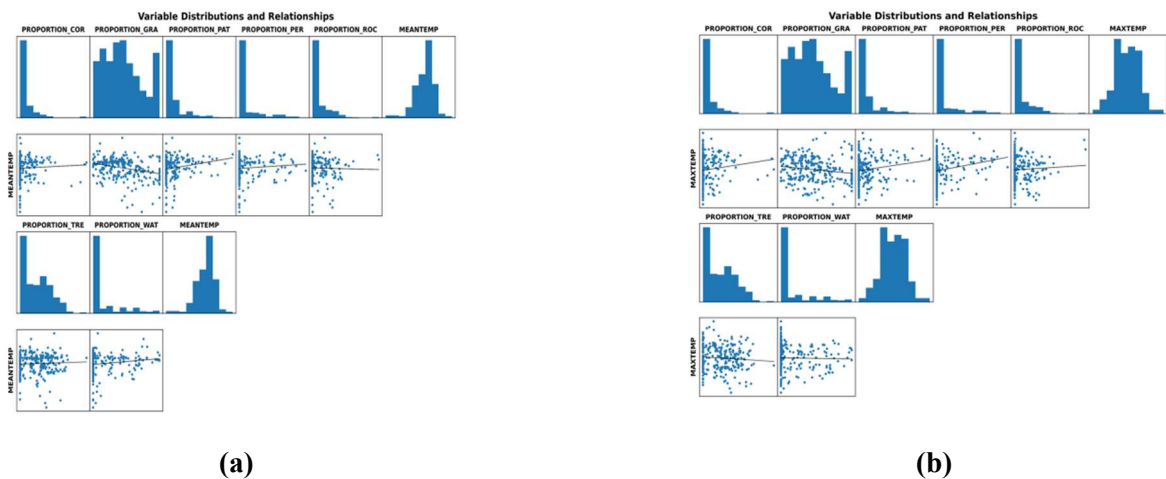 Variable Distributions and Relationships
PROPORTION_COR PROPORTION_GRA PROPORTION_PAT PROPORTION_PER PROPORTION_ROC MEANTEMP
MEANTEMP
PROPORTION_TRE PROPORTION_WAT MEANTEMP
MEANTEMP
(a)
Variable Distributions and Relationships
PROPORTION_COR PROPORTION_GRA PROPORTION_PAT PROPORTION_PER PROPORTION_ROC MAXTEMP
MAXTEMP
PROPORTION_TRE PROPORTION_WAT MAXTEMP
MAXTEMP
(b)